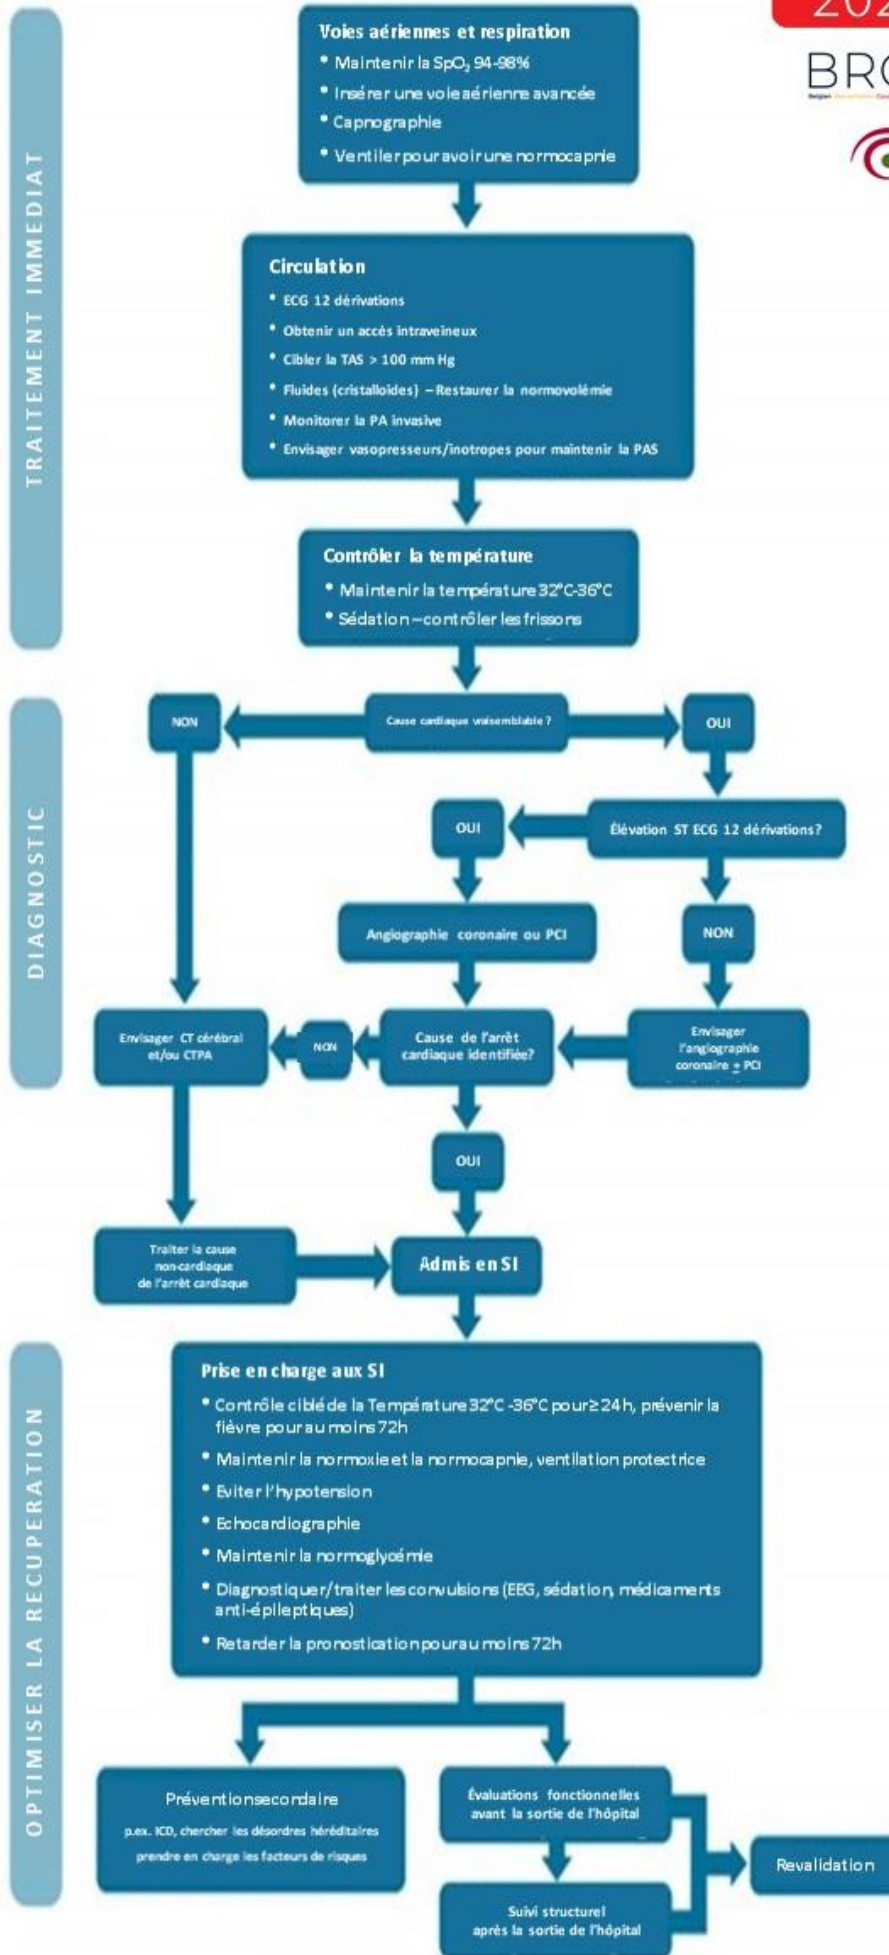 202
BRC
TRAITEMENT IMMEDIAT
Voies aériennes et respiration
• Maintenir la SpO₂ 94-98%
• Insérer une voie aérienne avancée
• Capnographie
• Ventiler pour avoir une normocapnie
Circulation
• ECG 12 dérivations
• Obtenir un accès intraveineux
• Cibler la TAS > 100 mm Hg
• Fluides (cristalloides) – Restaurer la normovolémie
• Monitorer la PA invasive
• Envisager vasopresseurs/inotropes pour maintenir la PAS
Contrôler la température
• Maintenir la température 32°C-36°C
• Sédation – contrôler les frissons
DIAGNOSTIC
NON
Cause cardiaque vraisemblable ?
OUI
OUI
Élévation ST ECG 12 dérivations?
Angiographie coronaire ou PCI
NON
Envisager CT cérébral
et/ou CTPA
NON
Cause de l'arrêt
cardiaque identifiée?
Envisager
l'angiographie
coronaire ± PCI
OUI
Traiter la cause
non-cardiaque
de l'arrêt cardiaque
Admis en SI
OPTIMISER LA RECUPERATION
Prise en charge aux SI
• Contrôle ciblé de la Température 32°C -36°C pour ≥ 24h, prévenir la
fièvre pour au moins 72h
• Maintenir la normoxie et la normocapnie, ventilation protectrice
• Eviter l'hypotension
• Echocardiographie
• Maintenir la normoglycémie
• Diagnostiquer/traiter les convulsions (EEG, sédation, médicaments
anti-épileptiques)
• Retarder la pronostication pour au moins 72h
Prévention secondaire
p.ex. ICD, chercher les désordres héréditaires
prendre en charge les facteurs de risques
Évaluations fonctionnelles
avant la sortie de l'hôpital
Revalidation
Suivi structurel
après la sortie de l'hôpital